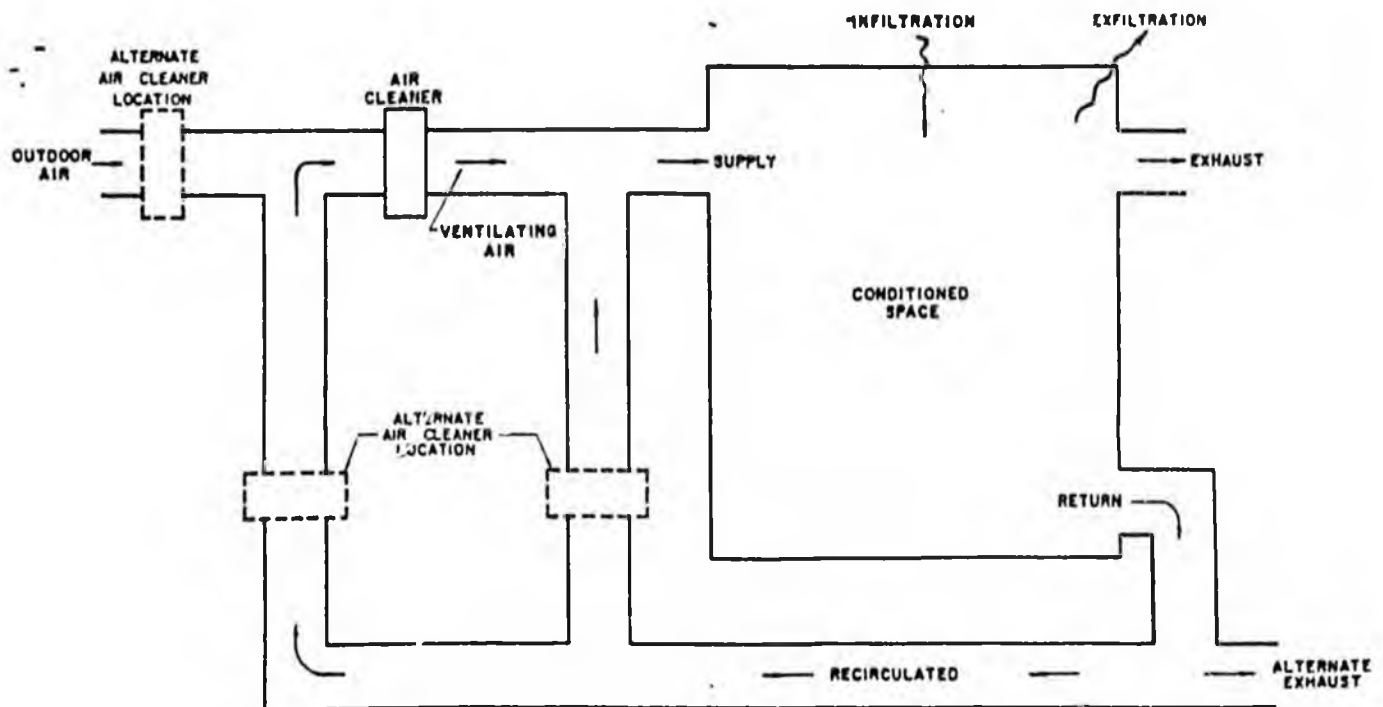 INFILTRATION
EXFILTRATION
ALTERNATE
AIR CLEANER
LOCATION
AIR
CLEANER
OUTDOOR
AIR
SUPPLY
EXHAUST
VENTILATING
AIR
CONDITIONED
SPACE
ALTERNATE
AIR CLEANER
LOCATION
RETURN
RECIRCULATED
ALTERNATE
EXHAUST